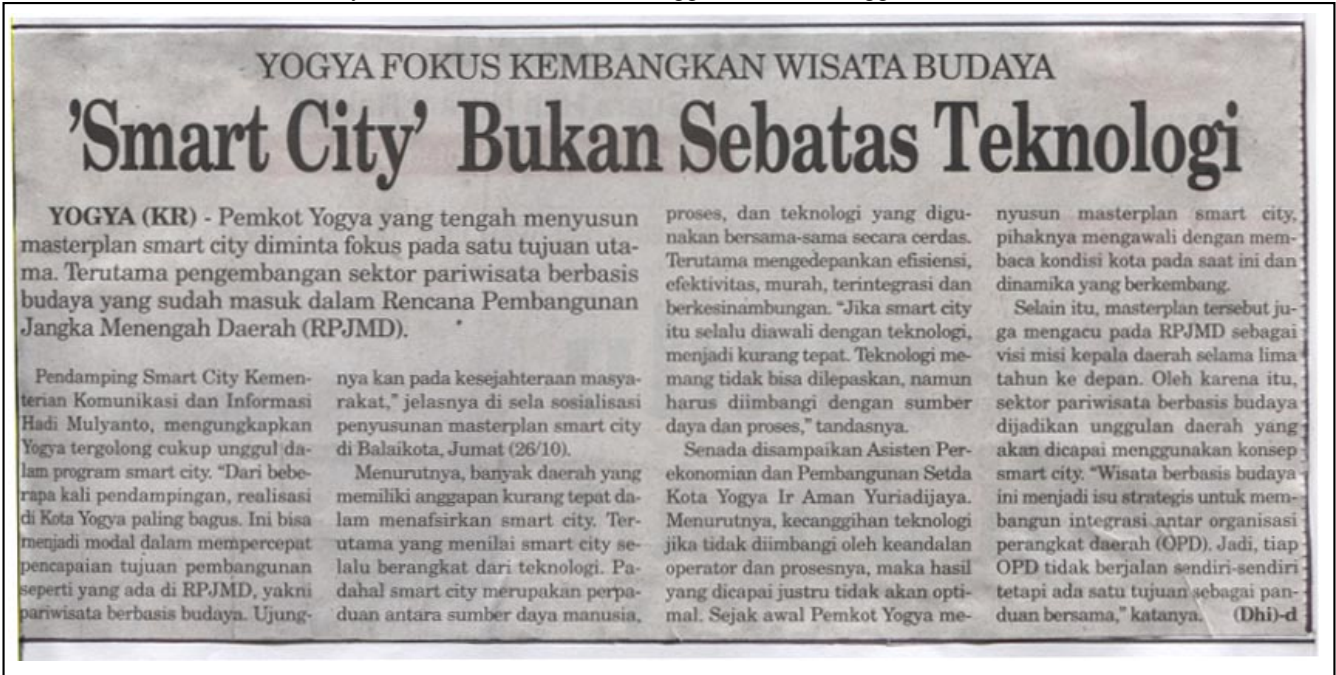 YOGYA FOKUS KEMBANGKAN WISATA BUDAYA
'Smart City' Bukan Sebatas Teknologi
YOGYA (KR) - Pemkot Yogya yang tengah menyusun
masterplan smart city diminta fokus pada satu tujuan uta-
ma. Terutama pengembangan sektor pariwisata berbasis
budaya yang sudah masuk dalam Rencana Pembangunan
Jangka Menengah Daerah (RPJMD).
Pendamping Smart City Kemen-
terian Komunikasi dan Informasi
Hadi Mulyanto, mengungkapkan
Yogya tergolong cukup unggul da-
lam program smart city. "Dari bebe-
rapa kali pendampingan, realisasi
di Kota Yogya paling bagus. Ini bisa
menjadi modal dalam mempercepat
pencapaian tujuan pembangunan
seperti yang ada di RPJMD, yakni
pariwisata berbasis budaya. Ujung-
nya kan pada kesejahteraan masya-
rakat," jelasnya di sela sosialisasi
penyusunan masterplan smart city
di Balaikota, Jumat (26/10).
Menurutnya, banyak daerah yang
memiliki anggapan kurang tepat da-
lam menafsirkan smart city. Ter-
utama yang menilai smart city se-
lalu berangkat dari teknologi. Pa-
dahal smart city merupakan perpa-
duan antara sumber daya manusia,
proses, dan teknologi yang digu-
nakan bersama-sama secara cerdas.
Terutama mengedepankan efisiensi,
efektivitas, murah, terintegrasi dan
berkesinambungan. "Jika smart city
itu selalu diawali dengan teknologi,
menjadi kurang tepat. Teknologi me-
mang tidak bisa dilepaskan, namun
harus diimbangi dengan sumber
daya dan proses," tandasnya.
Senada disampaikan Asisten Per-
ekonomian dan Pembangunan Setda
Kota Yogya Ir Aman Yuriadijaya.
Menurutnya, kecanggihan teknologi
jika tidak diimbangi oleh keandalan
operator dan prosesnya, maka hasil
yang dicapai justru tidak akan opti-
mal. Sejak awal Pemkot Yogya me-
nyusun masterplan smart city,
pihaknya mengawali dengan mem-
baca kondisi kota pada saat ini dan
dinamika yang berkembang.
Selain itu, masterplan tersebut ju-
ga mengacu pada RPJMD sebagai
visi misi kepala daerah selama lima
tahun ke depan. Oleh karena itu,
sektor pariwisata berbasis budaya
dijadikan unggulan daerah yang
akan dicapai menggunakan konsep
smart city. "Wisata berbasis budaya
ini menjadi isu strategis untuk mem-
bangun integrasi antar organisasi
perangkat daerah (OPD). Jadi, tiap
OPD tidak berjalan sendiri-sendiri
tetapi ada satu tujuan sebagai pan-
duan bersama," katanya. (Dhi)-d